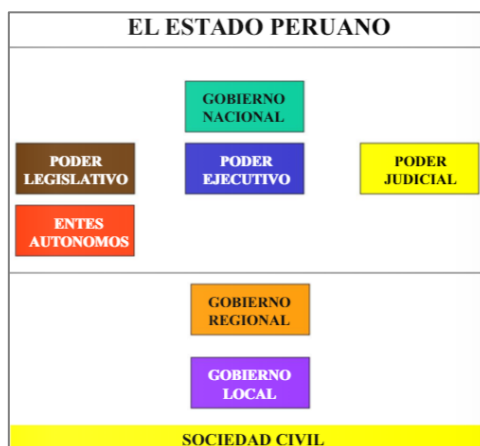 EL ESTADO PERUANO
GOBIERNO
NACIONAL
PODER
LEGISLATIVO
PODER
EJECUTIVO
PODER
JUDICIAL
ENTES
AUTONOMOS
GOBIERNO
REGIONAL
GOBIERNO
LOCAL
SOCIEDAD CIVIL